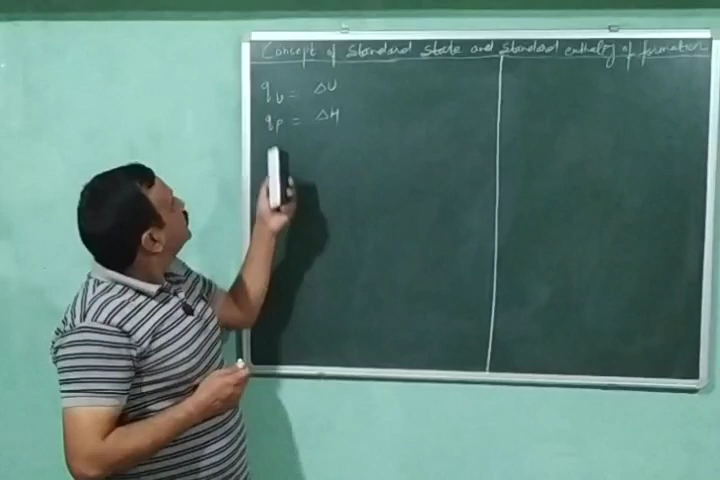 Concept of Standard State and Standard enthalpy of formation
qv = ΔU
qp = ΔH